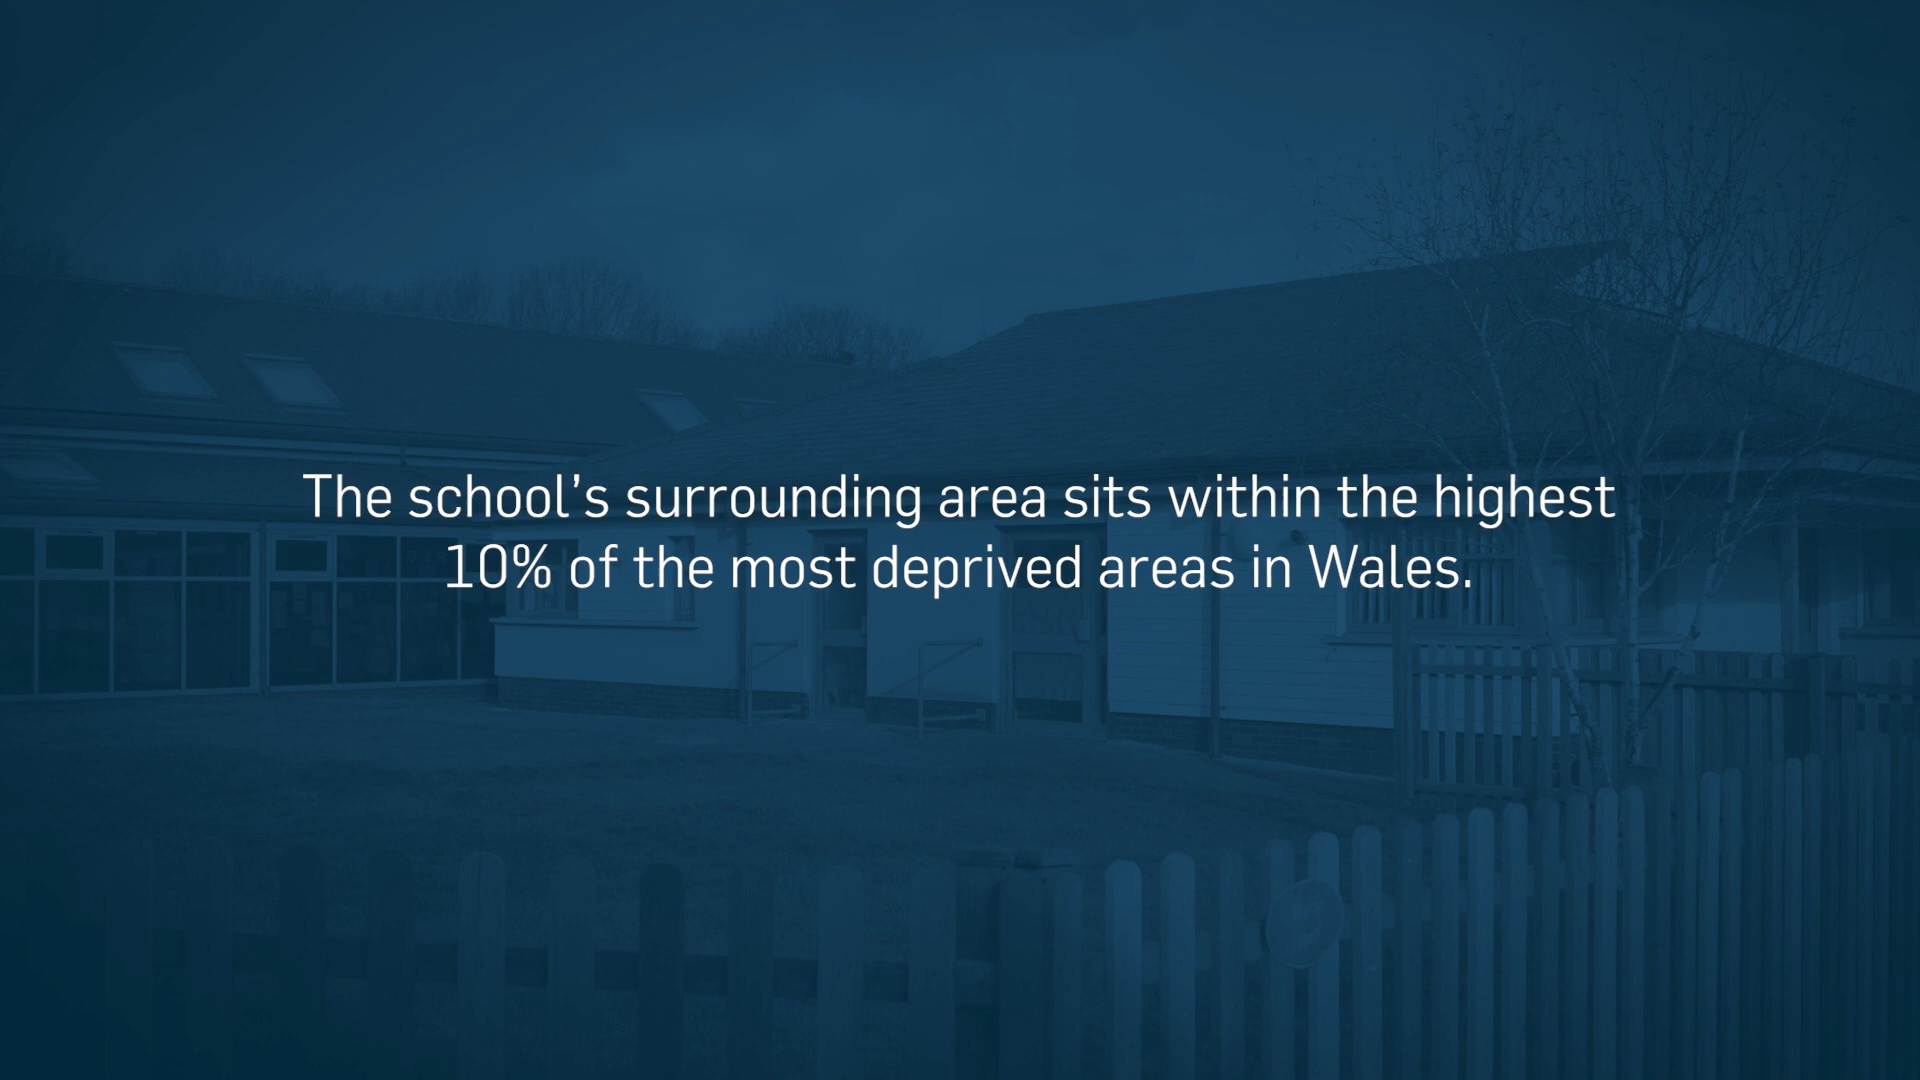 The school’s surrounding area sits within the highest
10% of the most deprived areas in Wales.